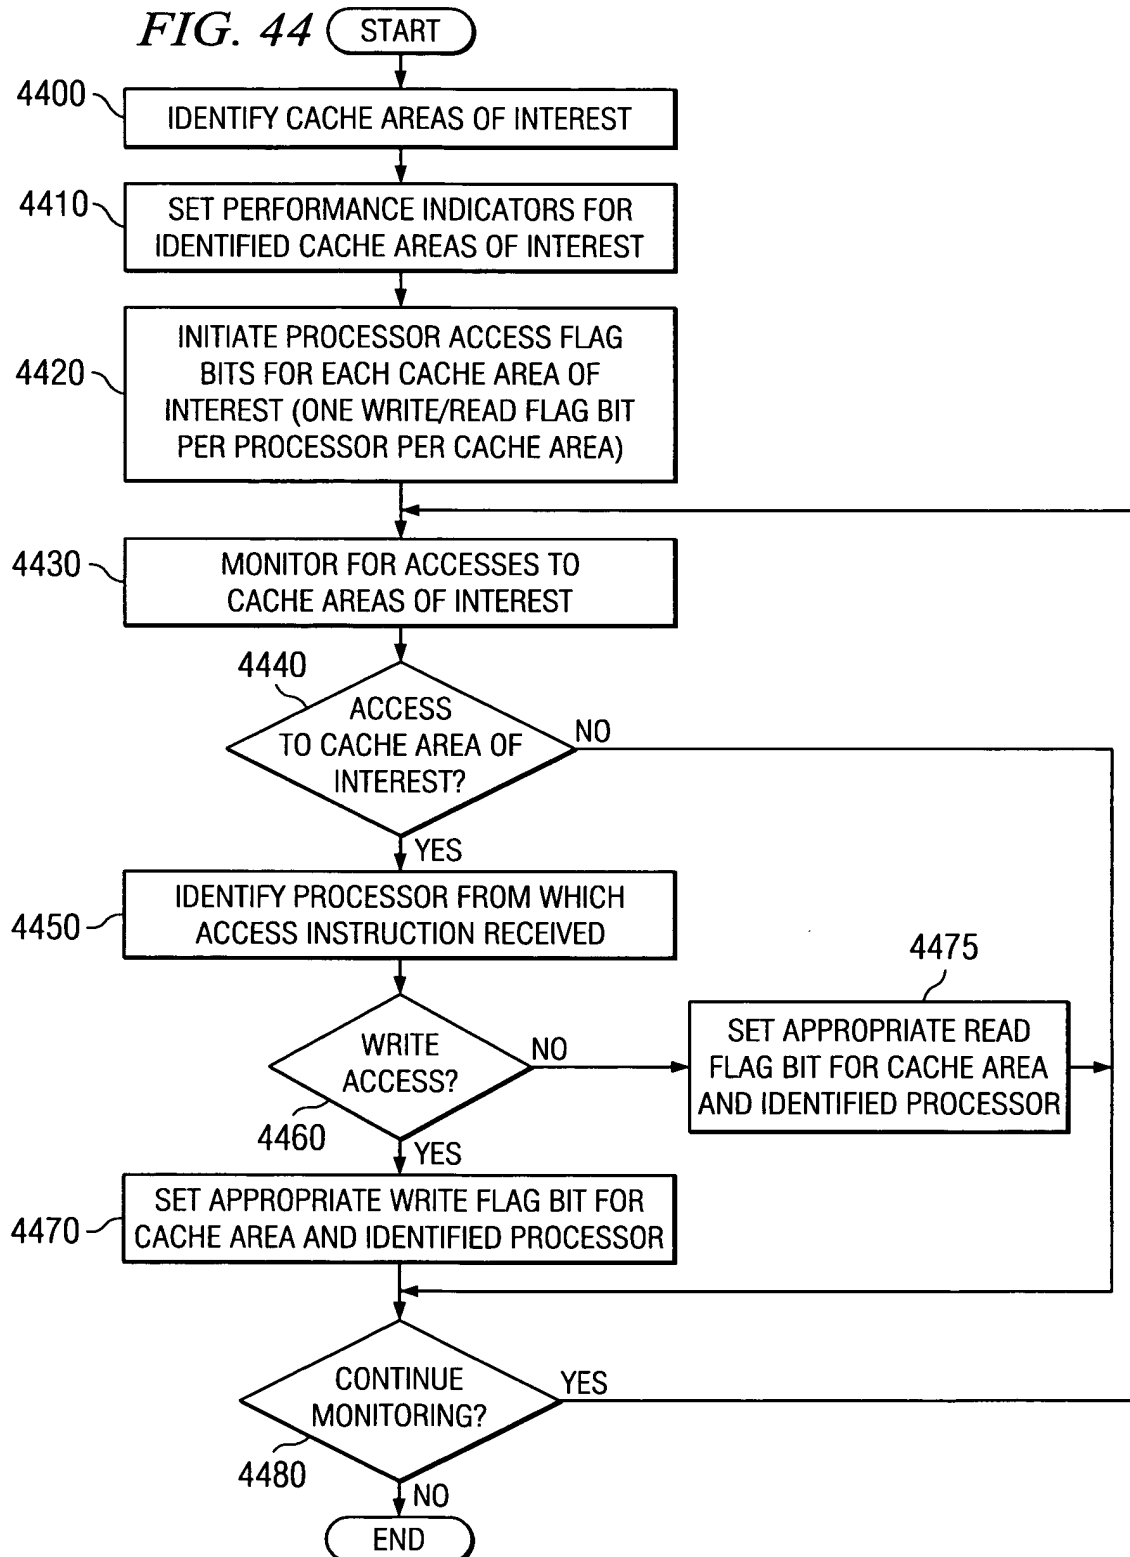 FIG. 44
START
4400
IDENTIFY CACHE AREAS OF INTEREST
4410
SET PERFORMANCE INDICATORS FOR
IDENTIFIED CACHE AREAS OF INTEREST
4420
INITIATE PROCESSOR ACCESS FLAG
BITS FOR EACH CACHE AREA OF
INTEREST (ONE WRITE/READ FLAG BIT
PER PROCESSOR PER CACHE AREA)
4430
MONITOR FOR ACCESSES TO
CACHE AREAS OF INTEREST
4440
ACCESS
TO CACHE AREA OF
INTEREST?
NO
YES
4450
IDENTIFY PROCESSOR FROM WHICH
ACCESS INSTRUCTION RECEIVED
4460
WRITE
ACCESS?
NO
4475
SET APPROPRIATE READ
FLAG BIT FOR CACHE AREA
AND IDENTIFIED PROCESSOR
YES
4470
SET APPROPRIATE WRITE FLAG BIT FOR
CACHE AREA AND IDENTIFIED PROCESSOR
CONTINUE
MONITORING?
YES
4480
NO
END